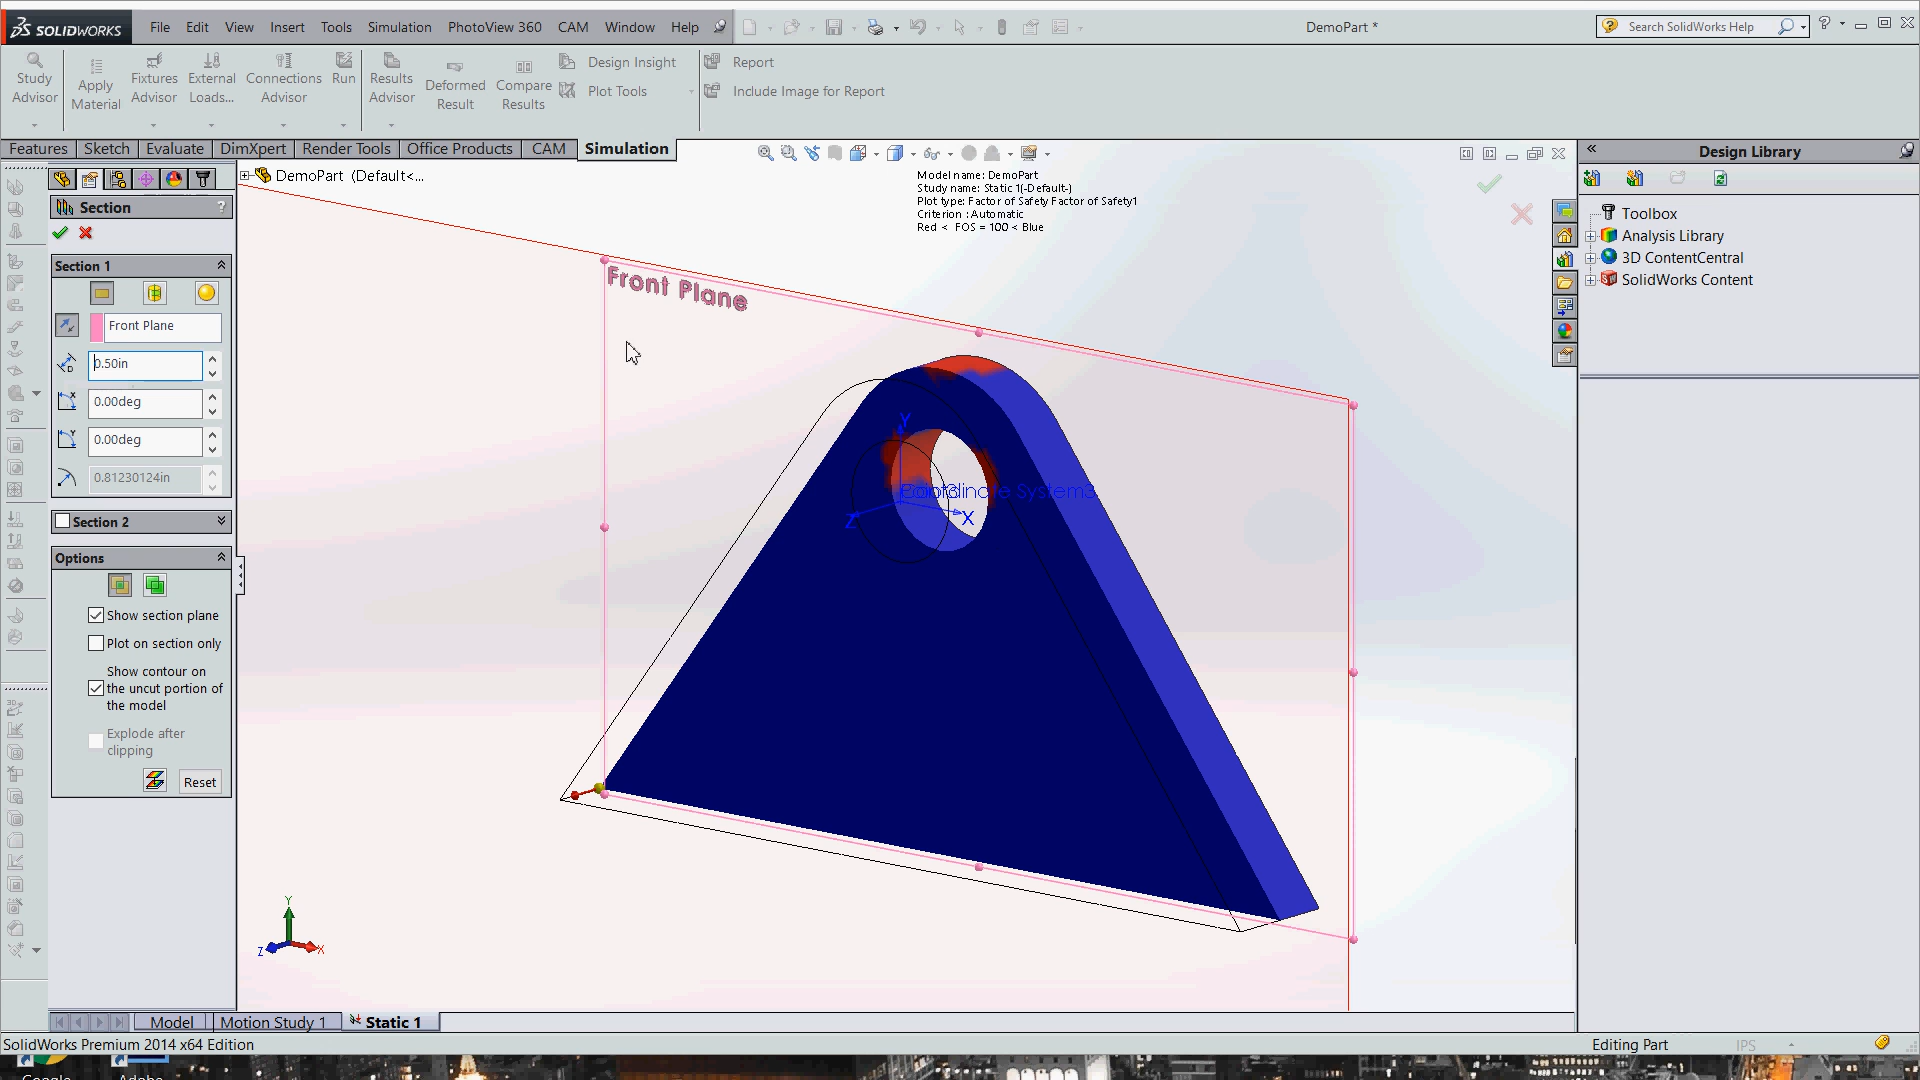 SOLIDWORKS
File Edit View Insert Tools Simulation PhotoView 360 CAM Window Help
DemoPart *
Search SolidWorks Help
Study Advisor
Apply Material
Fixtures Advisor
External Loads...
Connections Advisor
Run
Results Advisor
Deformed Result
Compare Results
Design Insight
Plot Tools
Report
Include Image for Report
Features Sketch Evaluate DimXpert Render Tools Office Products CAM Simulation
DemoPart (Default<...
Model name: DemoPart
Study name: Static 1(-Default-)
Plot type: Factor of Safety Factor of Safety1
Criterion : Automatic
Red < FOS = 100 < Blue
Design Library
Toolbox
Analysis Library
3D ContentCentral
SolidWorks Content
Section ?
Section 1
Front Plane
0.50in
0.00deg
0.00deg
0.81230124in
Section 2
Options
Show section plane
Plot on section only
Show contour on
the uncut portion of
the model
Explode after
clipping
Reset
Front Plane
Y
Z
X
Coordinate System3
Y
Z
X
Model Motion Study 1 Static 1
SolidWorks Premium 2014 x64 Edition
Editing Part
IPS
Google
Adobe